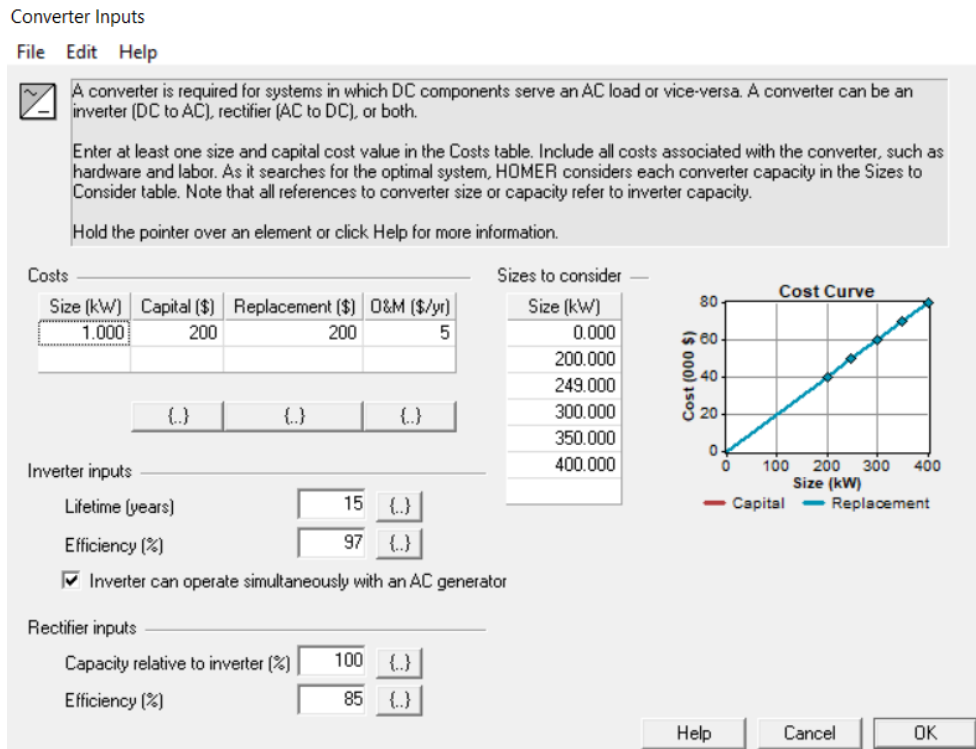 Converter Inputs
File Edit Help
A converter is required for systems in which DC components serve an AC load or vice-versa. A converter can be an
inverter (DC to AC), rectifier (AC to DC), or both.
Enter at least one size and capital cost value in the Costs table. Include all costs associated with the converter, such as
hardware and labor. As it searches for the optimal system, HOMER considers each converter capacity in the Sizes to
Consider table. Note that all references to converter size or capacity refer to inverter capacity.
Hold the pointer over an element or click Help for more information.
Costs
Size (kW) Capital ($) Replacement ($) O&M ($/yr)
1.000 200 200 5
{..} {..} {..}
Sizes to consider
Size (kW)
0.000
200.000
249.000
300.000
350.000
400.000
Cost Curve
Cost (000 $)
80
60
40
20
0
0 100 200 300 400
Size (kW)
Capital Replacement
Inverter inputs
Lifetime (years) 15 {..}
Efficiency (%) 97 {..}
Inverter can operate simultaneously with an AC generator
Rectifier inputs
Capacity relative to inverter (%) 100 {..}
Efficiency (%) 85 {..}
Help Cancel OK